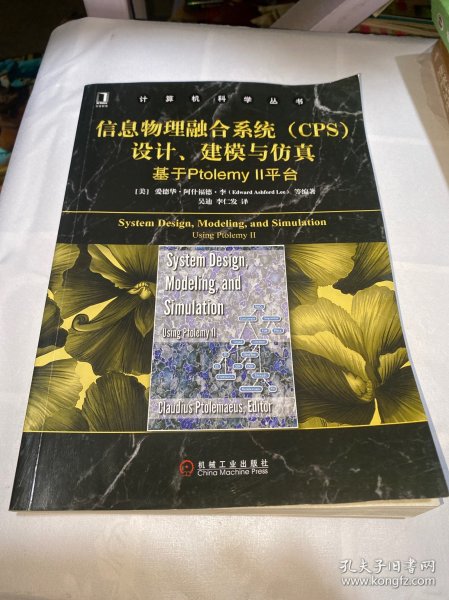 计算机科学丛书
信息物理融合系统（CPS）
设计、建模与仿真
基于Ptolemy II平台
［美］ 爱德华·阿什福德·李（Edward Ashford Lee） 等编著
吴迪 李仁发 译
System Design, Modeling, and Simulation
Using Ptolemy II
System Design,
Modeling, and
Simulation
Using Ptolemy II
Claudius Ptolemaeus, Editor
机械工业出版社
China Machine Press
孔夫子旧书网
www.kongfz.com